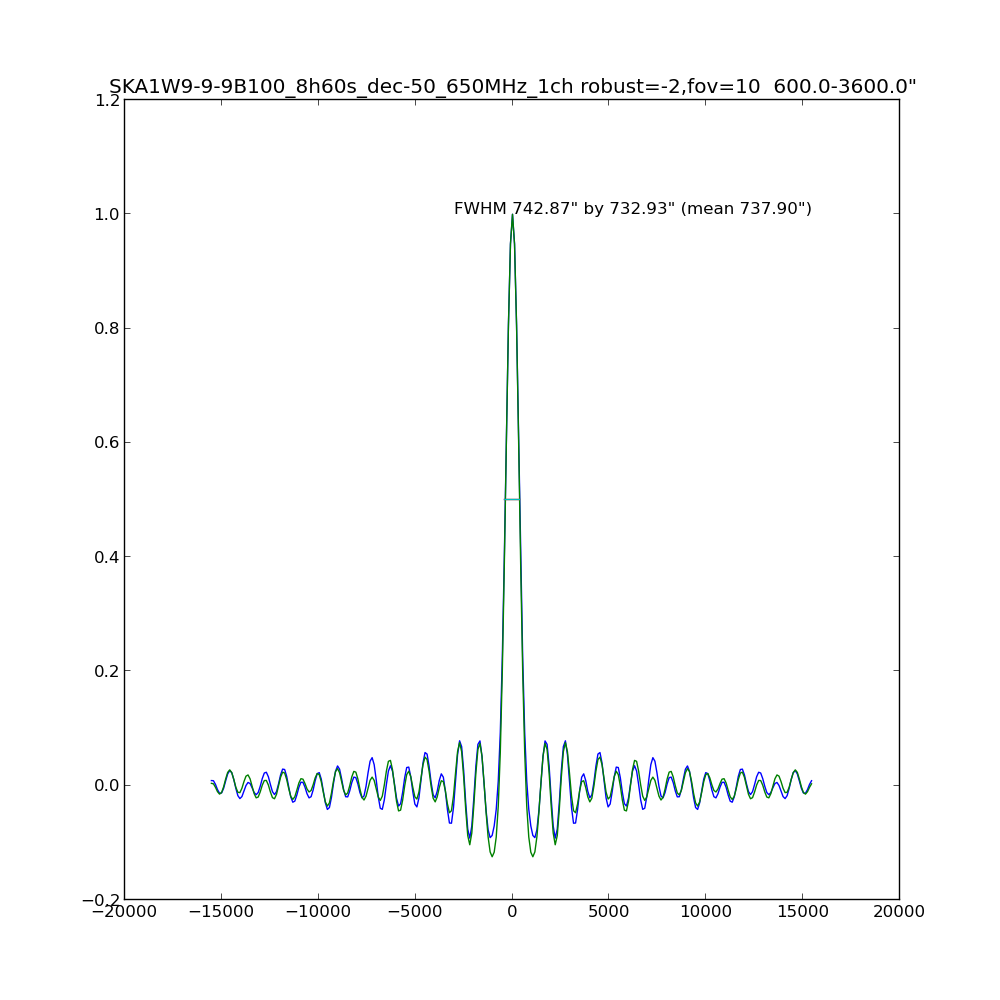 SKA1W9-9-9B100_8h60s_dec-50_650MHz_1ch robust=-2,fov=10  600.0-3600.0"
1.2
FWHM 742.87" by 732.93" (mean 737.90")
1.0
0.8
0.6
0.4
0.2
0.0
−0.2
−20000 −15000 −10000 −5000 0 5000 10000 15000 20000